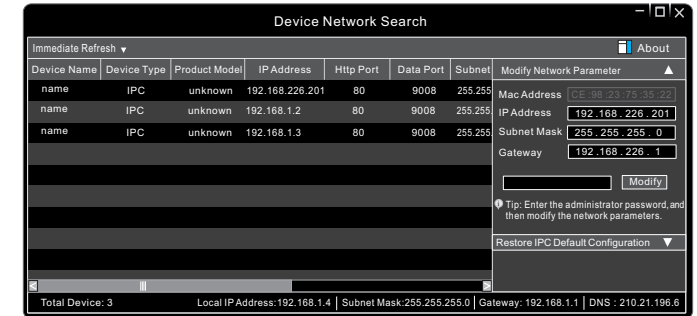 Device Network Search
Immediate Refresh ▼ About
Device Name Device Type Product Model IP Address Http Port Data Port Subnet
name IPC unknown 192.168.226.201 80 9008 255.255
name IPC unknown 192.168.1.2 80 9008 255.255.
name IPC unknown 192.168.1.3 80 9008 255.255.
Modify Network Parameter ▲
Mac Address CE :98 :23 :75 :35 :22
IP Address 192 .168 . 226 . 201
Subnet Mask 255 . 255 . 255 . 0
Gateway 192 .168 . 226 . 1
Modify
Tip: Enter the administrator password, and
then modify the network parameters.
Restore IPC Default Configuration ▼
Total Device: 3 Local IP Address:192.168.1.4 Subnet Mask:255.255.255.0 Gateway: 192.168.1.1 DNS : 210.21.196.6